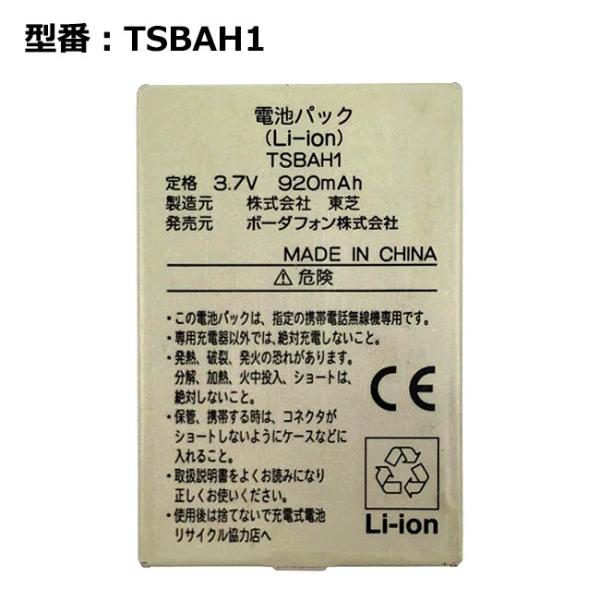 型番：TSBAH1
電池パック
(Li-ion)
TSBAH1
定格 3.7V 920mAh
製造元 株式会社 東芝
発売元 ボーダフォン株式会社
MADE IN CHINA
⚠危険
・この電池パックは、指定の携帯電話無線機専用です。
・専用充電器以外では、絶対充電しないこと。
・発熱、破裂、発火の恐れがあります。
分解、加熱、火中投入、ショートは、
絶対しないこと。
・保管、携帯する時は、コネクタが
ショートしないようにケースなどに
入れること。
・取扱説明書をよくお読みになり
正しくお使いください。
・使用後は捨てないで充電式電池
リサイクル協力店へ
CE
Li-ion